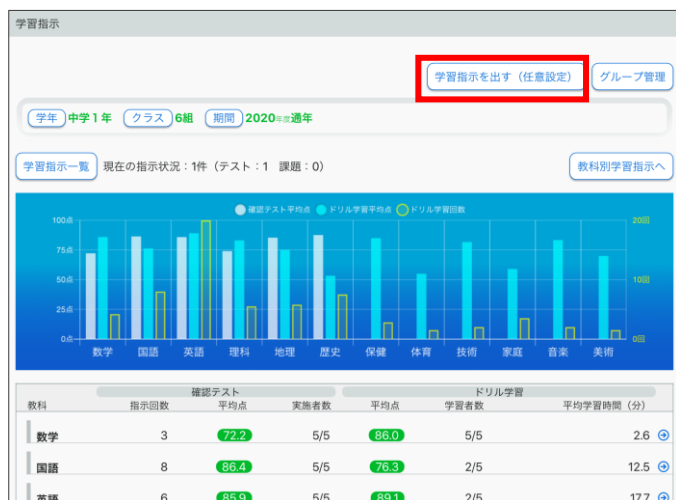 学習指示
学習指示を出す（任意設定） グループ管理
学年 中学1年 クラス 6組 期間 2020年度通年
学習指示一覧 現在の指示状況：1件（テスト：1 課題：0） 教科別学習指示へ
確認テスト平均点 ドリル学習平均点 ドリル学習回数
100点 20回
75点
50点 10回
25点
0点 0回
数学 国語 英語 理科 地理 歴史 保健 体育 技術 家庭 音楽 美術
確認テスト ドリル学習
教科 指示回数 平均点 実施者数 平均点 学習者数 平均学習時間（分）
数学 3 72.2 5/5 86.0 5/5 2.6
国語 8 86.4 5/5 76.3 2/5 12.5
英語 6 85.9 5/5 89.1 2/5 17.7